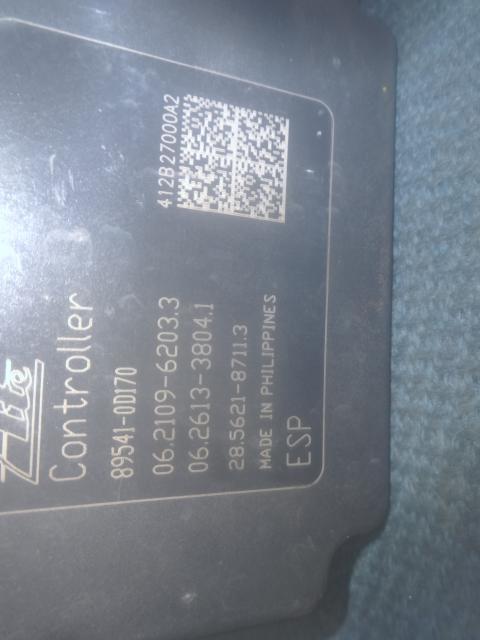 Controller
89541-0D170
06.2109-6203.3
06.2613-3804.1
28.5621-8711.3
MADE IN PHILIPPINES
ESP
412B27000A2